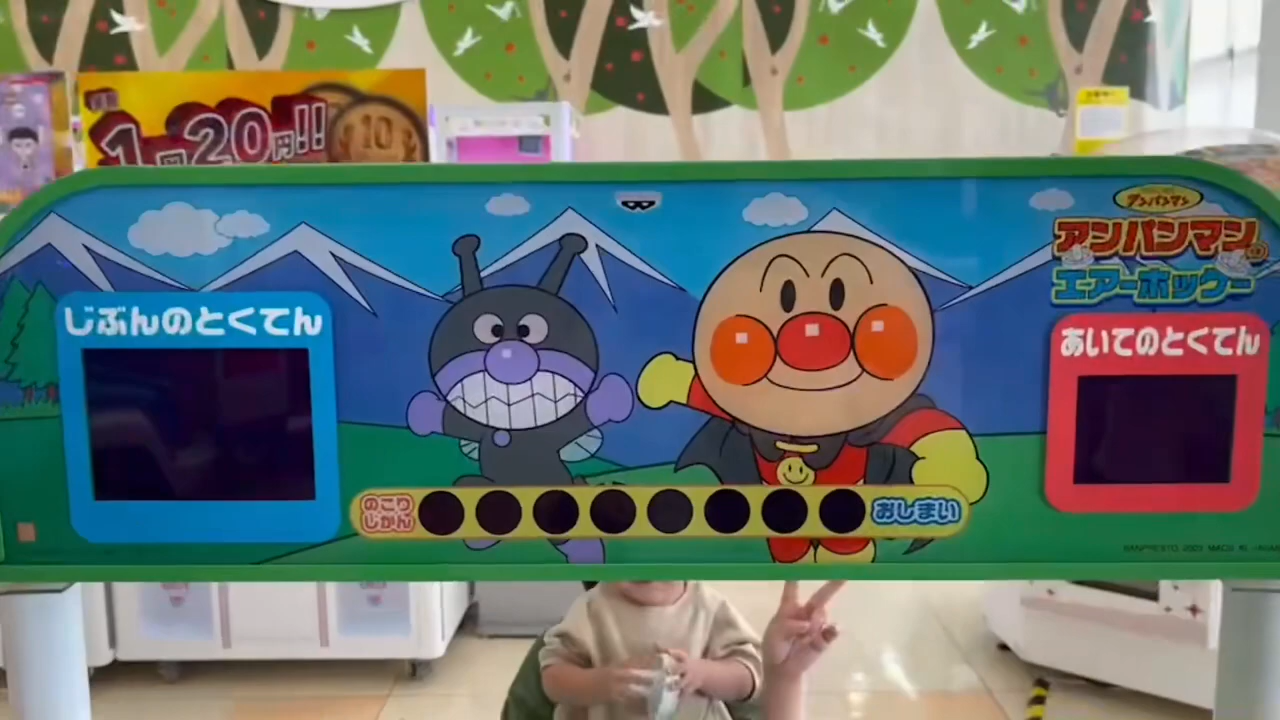 1回20円!!
10
アンパンマン
アンパンマンの
エアーホッケー
じぶんのとくてん
あいてのとくてん
のこり
じかん
おしまい